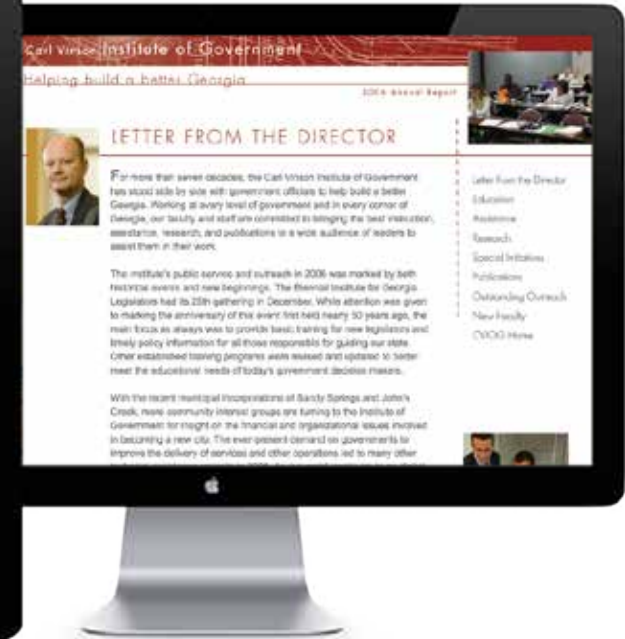 Carl Vinson Institute of Government
Helping build a better Georgia
2006 Annual Report
LETTER FROM THE DIRECTOR
For more than seven decades, the Carl Vinson Institute of Government
has stood side by side with government officials to help build a better
Georgia. Working at every level of government and in every corner of
Georgia, our faculty and staff are committed to bringing the best instruction,
assistance, research, and publications to a wide audience of leaders to
assist them in their work.
The Institute's public service and outreach in 2006 was marked by both
historical events and new beginnings. The Biennial Institute for Georgia
Legislators had its 25th gathering in December. While attention was given
to marking the anniversary of this event first held nearly 50 years ago, the
main focus as always was to provide basic training for new legislators and
timely policy information for all those responsible for guiding our state.
Other established training programs were revised and updated to better
meet the educational needs of today's government decision makers.
With the recent municipal incorporations of Sandy Springs and John's
Creek, more community interest groups are turning to the Institute of
Government for insight on the financial and organizational issues involved
in becoming a new city. The ever-present demand on governments to
improve the delivery of services and other operations led to many other
Letter from the Director
Education
Assistance
Research
Special Initiatives
Publications
Outstanding Outreach
New Faculty
CVIOG Home